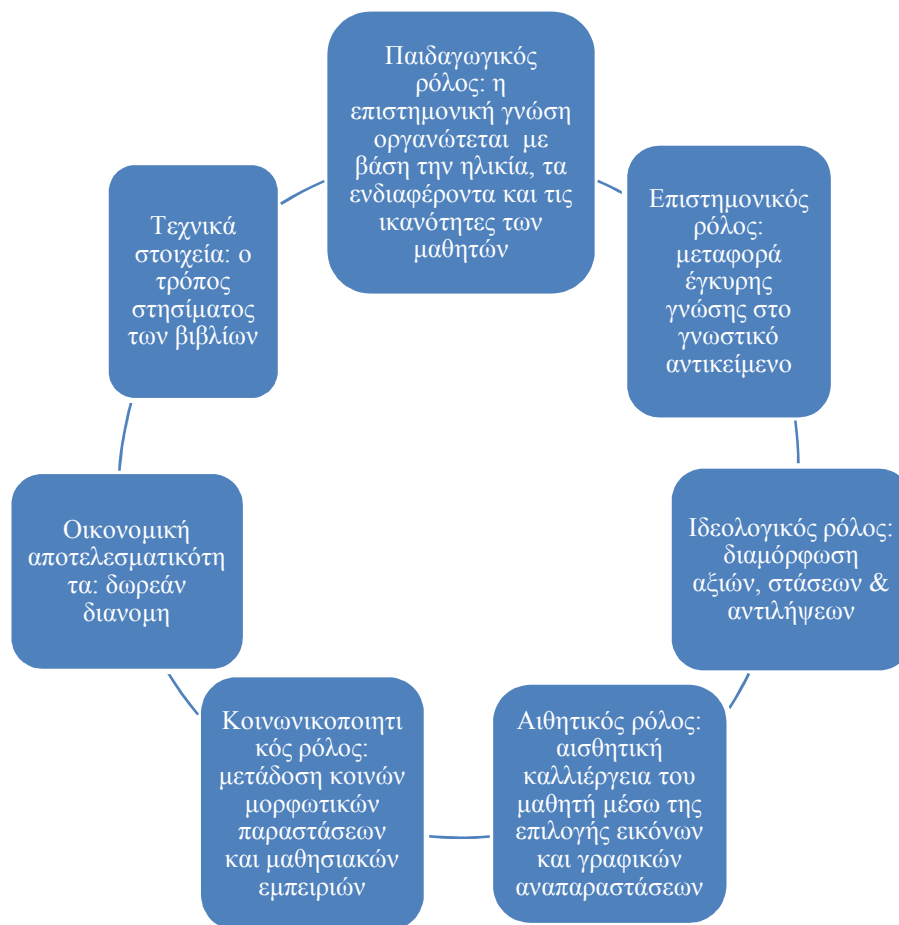 Παιδαγωγικός
ρόλος: η
επιστημονική γνώση
οργανώτεται με
βάση την ηλικία, τα
ενδιαφέροντα και τις
ικανότητες των
μαθητών
Επιστημονικός
ρόλος:
μεταφορά
έγκυρης
γνώσης στο
γνωστικό
αντικείμενο
Ιδεολογικός ρόλος:
διαμόρφωση
αξιών, στάσεων &
αντιλήψεων
Αιθητικός ρόλος:
αισθητική
καλλιέργεια του
μαθητή μέσω της
επιλογής εικόνων
και γραφικών
αναπαραστάσεων
Κοινωνικοποιητι
κός ρόλος:
μετάδοση κοινών
μορφωτικών
παραστάσεων
και μαθησιακών
εμπειριών
Οικονομική
αποτελεσματικότη
τα: δωρεάν
διανομη
Τεχνικά
στοιχεία: ο
τρόπος
στησίματος
των βιβλίων